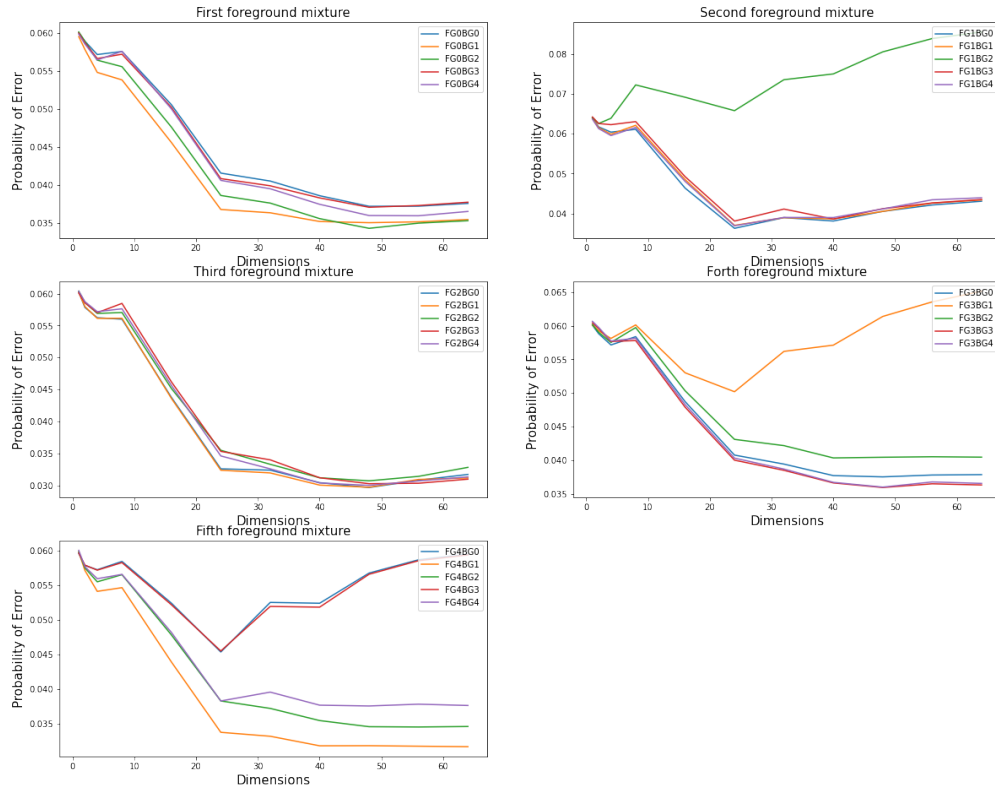 First foreground mixture
Probability of Error
0.060
0.055
0.050
0.045
0.040
0.035
0 10 20 30 40 50 60
Dimensions
FG0BG0
FG0BG1
FG0BG2
FG0BG3
FG0BG4
Second foreground mixture
Probability of Error
0.08
0.07
0.06
0.05
0.04
0 10 20 30 40 50 60
Dimensions
FG1BG0
FG1BG1
FG1BG2
FG1BG3
FG1BG4
Third foreground mixture
Probability of Error
0.060
0.055
0.050
0.045
0.040
0.035
0.030
0 10 20 30 40 50 60
Dimensions
FG2BG0
FG2BG1
FG2BG2
FG2BG3
FG2BG4
Forth foreground mixture
Probability of Error
0.065
0.060
0.055
0.050
0.045
0.040
0.035
0 10 20 30 40 50 60
Dimensions
FG3BG0
FG3BG1
FG3BG2
FG3BG3
FG3BG4
Fifth foreground mixture
Probability of Error
0.060
0.055
0.050
0.045
0.040
0.035
0 10 20 30 40 50 60
Dimensions
FG4BG0
FG4BG1
FG4BG2
FG4BG3
FG4BG4